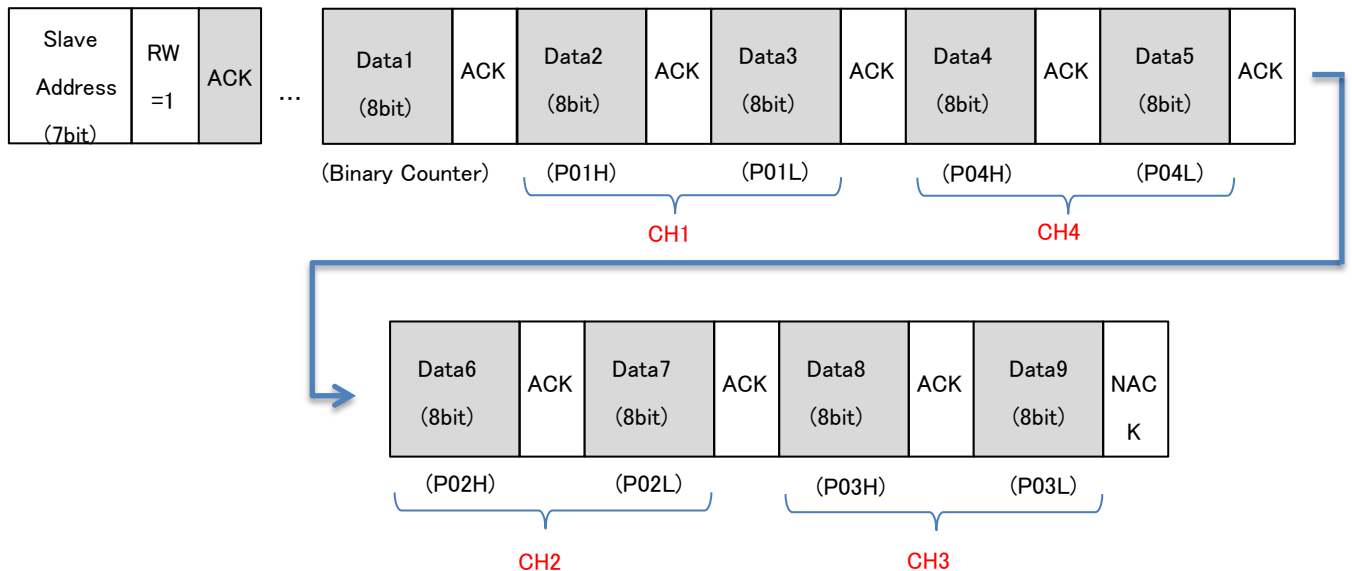 Slave
Address
(7bit)
RW
=1
ACK
...
Data1
(8bit)
ACK
Data2
(8bit)
ACK
Data3
(8bit)
ACK
Data4
(8bit)
ACK
Data5
(8bit)
ACK
(Binary Counter)
(P01H)
(P01L)
(P04H)
(P04L)
CH1
CH4
Data6
(8bit)
ACK
Data7
(8bit)
ACK
Data8
(8bit)
ACK
Data9
(8bit)
NAC
K
(P02H)
(P02L)
(P03H)
(P03L)
CH2
CH3